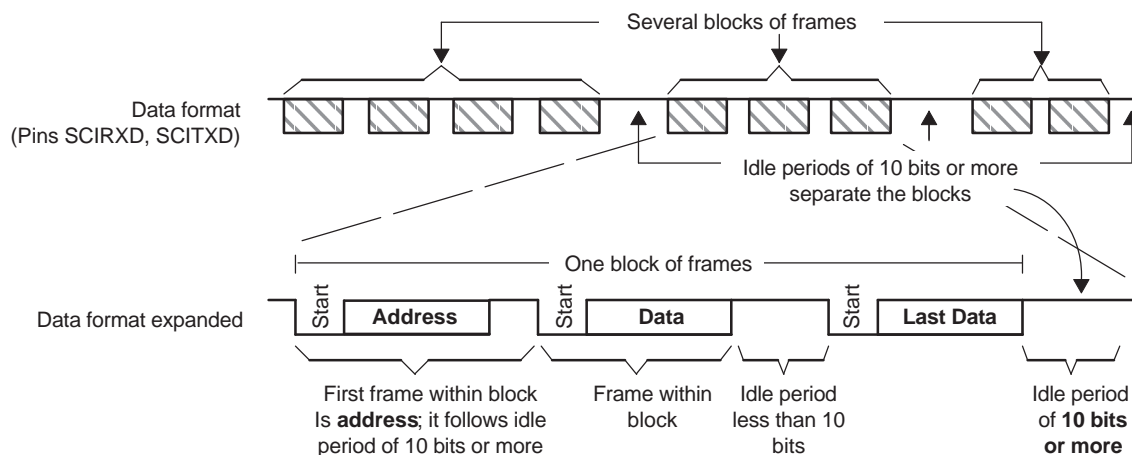 Several blocks of frames
Data format
(Pins SCIRXD, SCITXD)
Idle periods of 10 bits or more
separate the blocks
One block of frames
Data format expanded
Start
Address
Start
Data
Start
Last Data
First frame within block
Is address; it follows idle
period of 10 bits or more
Frame within
block
Idle period
less than 10
bits
Idle period
of 10 bits
or more